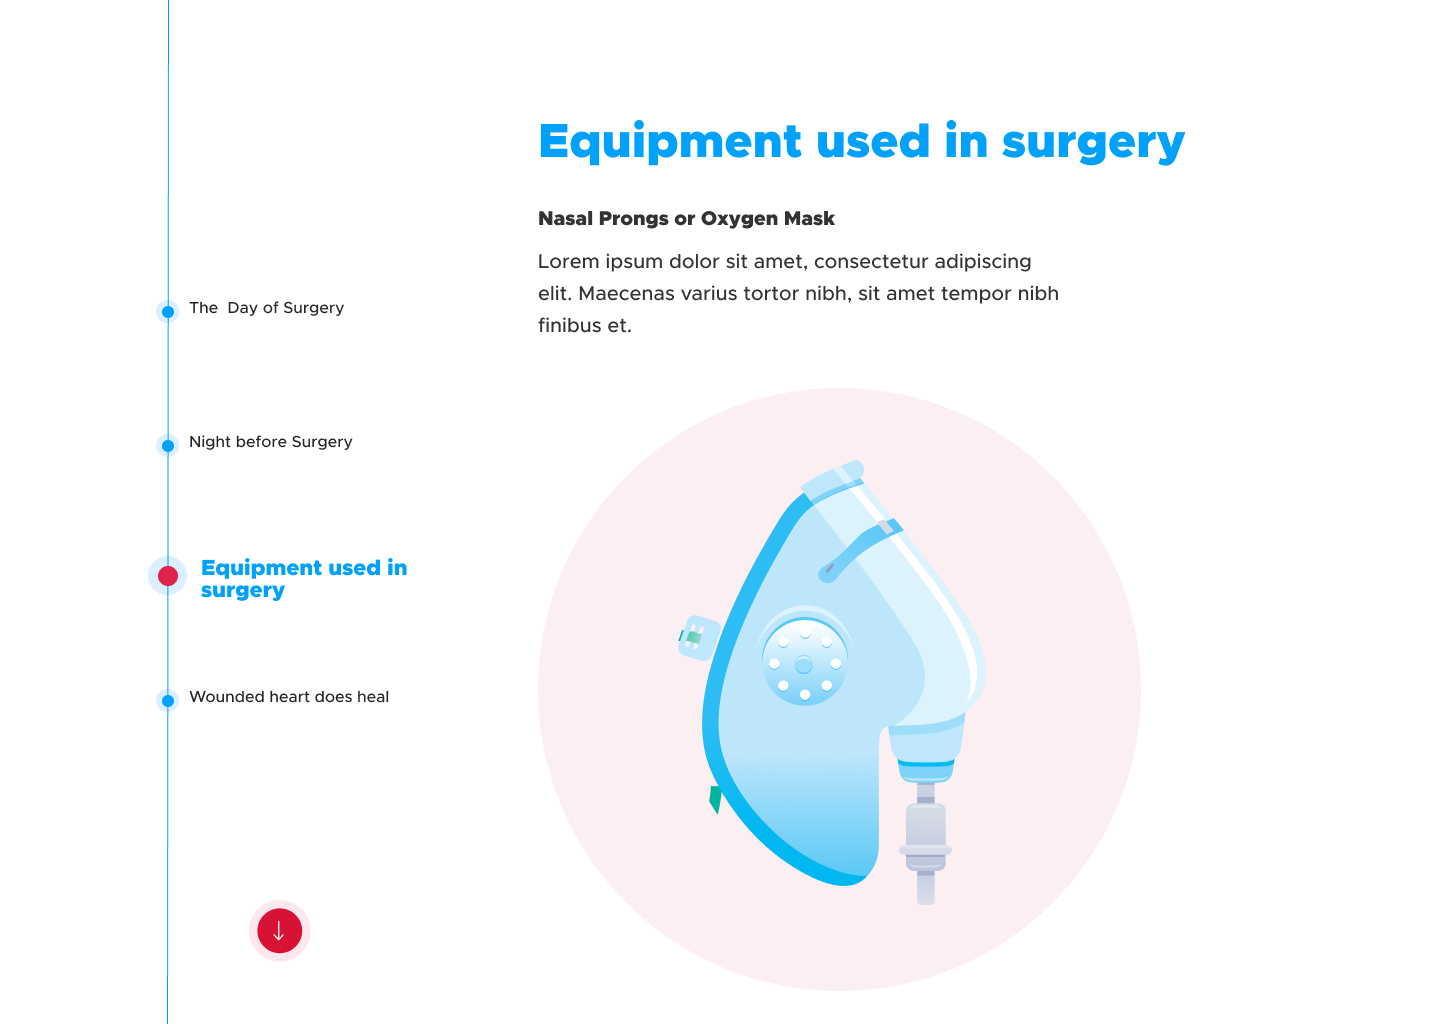 Equipment used in surgery
Nasal Prongs or Oxygen Mask
Lorem ipsum dolor sit amet, consectetur adipiscing
elit. Maecenas varius tortor nibh, sit amet tempor nibh
finibus et.
The  Day of Surgery
Night before Surgery
Equipment used in
surgery
Wounded heart does heal